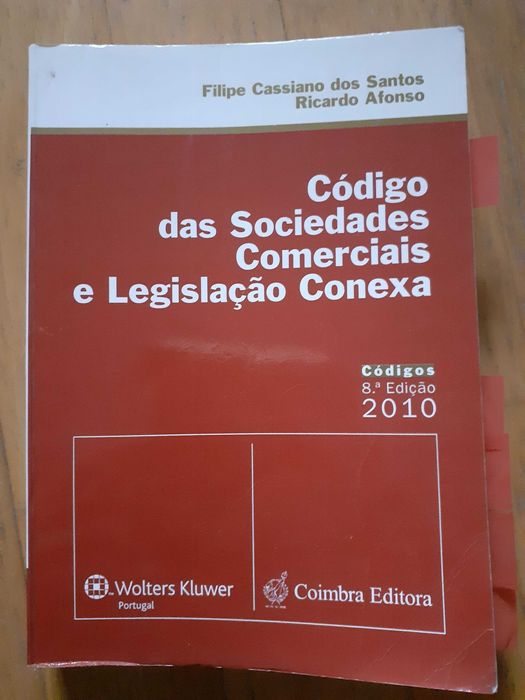 Filipe Cassiano dos Santos
Ricardo Afonso
Código
das Sociedades
Comerciais
e Legislação Conexa
Códigos
8.ª Edição
2010
Wolters Kluwer
Portugal
Coimbra Editora